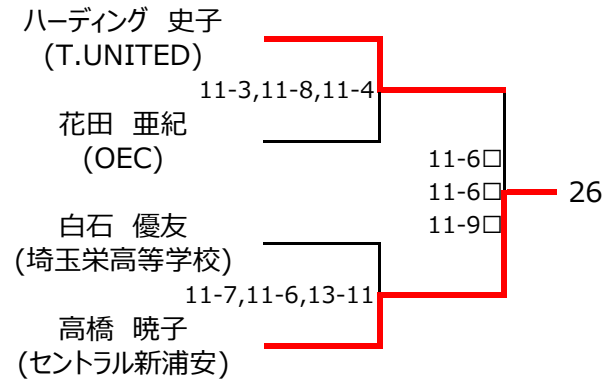 ハーディング 史子
(T.UNITED)
11-3,11-8,11-4
花田 亜紀
(OEC)
11-6□
11-6□
26
11-9□
白石 優友
(埼玉栄高等学校)
11-7,11-6,13-11
高橋 暁子
(セントラル新浦安)